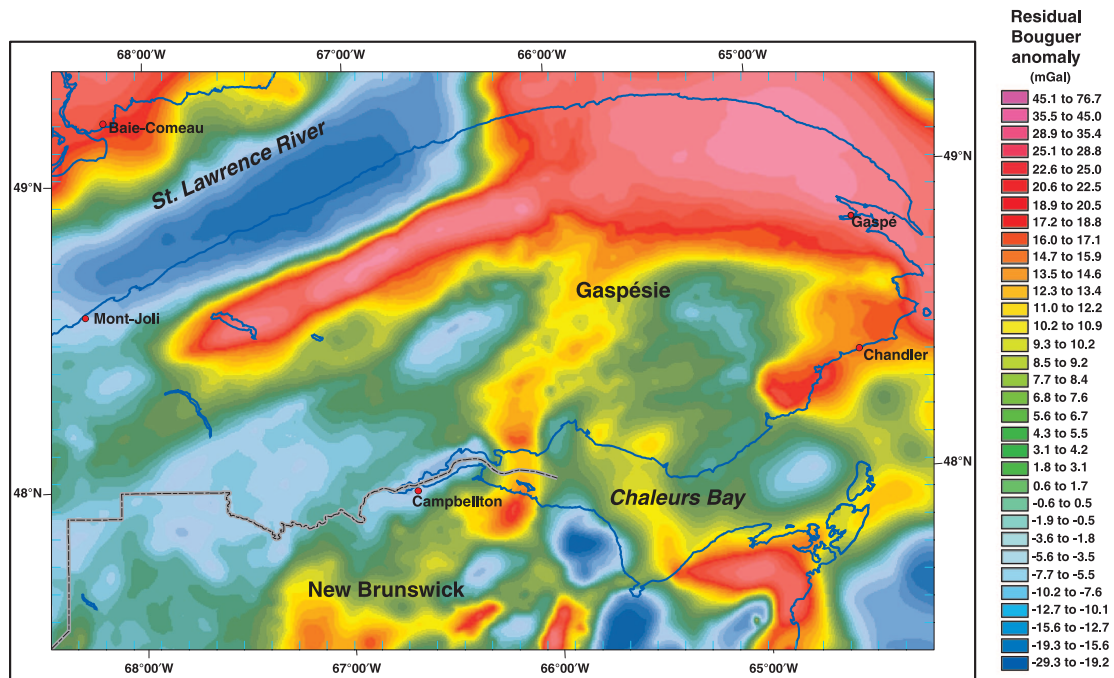 Residual
Bouguer
anomaly
(mGal)
68°00'00"W 67°00'00"W 66°00'00"W 65°00'00"W
45.1 to 76.7
35.5 to 45.0
28.9 to 35.4
25.1 to 28.8
22.6 to 25.0
20.6 to 22.5
18.9 to 20.5
17.2 to 18.8
16.0 to 17.1
14.7 to 15.9
13.5 to 14.6
12.3 to 13.4
11.0 to 12.2
10.2 to 10.9
9.3 to 10.2
8.5 to 9.2
7.7 to 8.4
6.8 to 7.6
5.6 to 6.7
4.3 to 5.5
3.1 to 4.2
1.8 to 3.1
0.6 to 1.7
-0.6 to 0.5
-1.9 to -0.5
-3.6 to -1.8
-5.6 to -3.5
-7.7 to -5.5
-10.2 to -7.6
-12.7 to -10.1
-15.6 to -12.7
-19.3 to -15.6
-29.3 to -19.2
Baie-Comeau
St. Lawrence River
49°N
49°N
Gaspé
Gaspésie
Mont-Joli
Chandler
48°N
48°N
Campbellton
Chaleurs Bay
New Brunswick
68°00'00"W 67°00'00"W 66°00'00"W 65°00'00"W